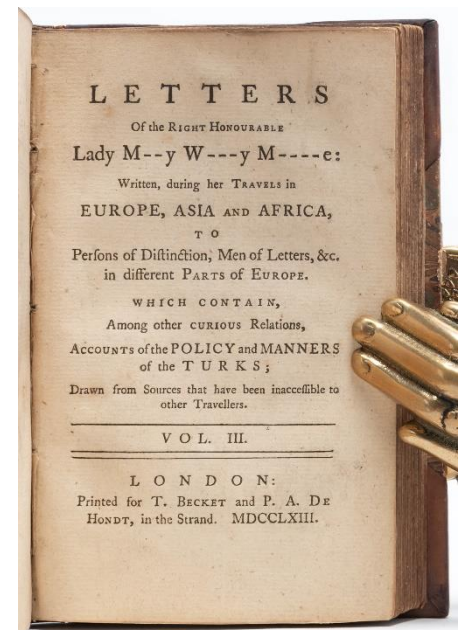 LETTERS
Of the RIGHT HONOURABLE
Lady M--y W---y M----e:
Written, during her TRAVELS in
EUROPE, ASIA AND AFRICA,
TO
Perſons of Diſtinction, Men of Letters, &c.
in different PARTS of EUROPE.
WHICH CONTAIN,
Among other CURIOUS Relations,
ACCOUNTS of the POLICY and MANNERS
of the TURKS;
Drawn from Sources that have been inacceſſible to
other Travellers.
VOL. III.
LONDON:
Printed for T. BECKET and P. A. DE
HONDT, in the Strand. MDCCLXIII.